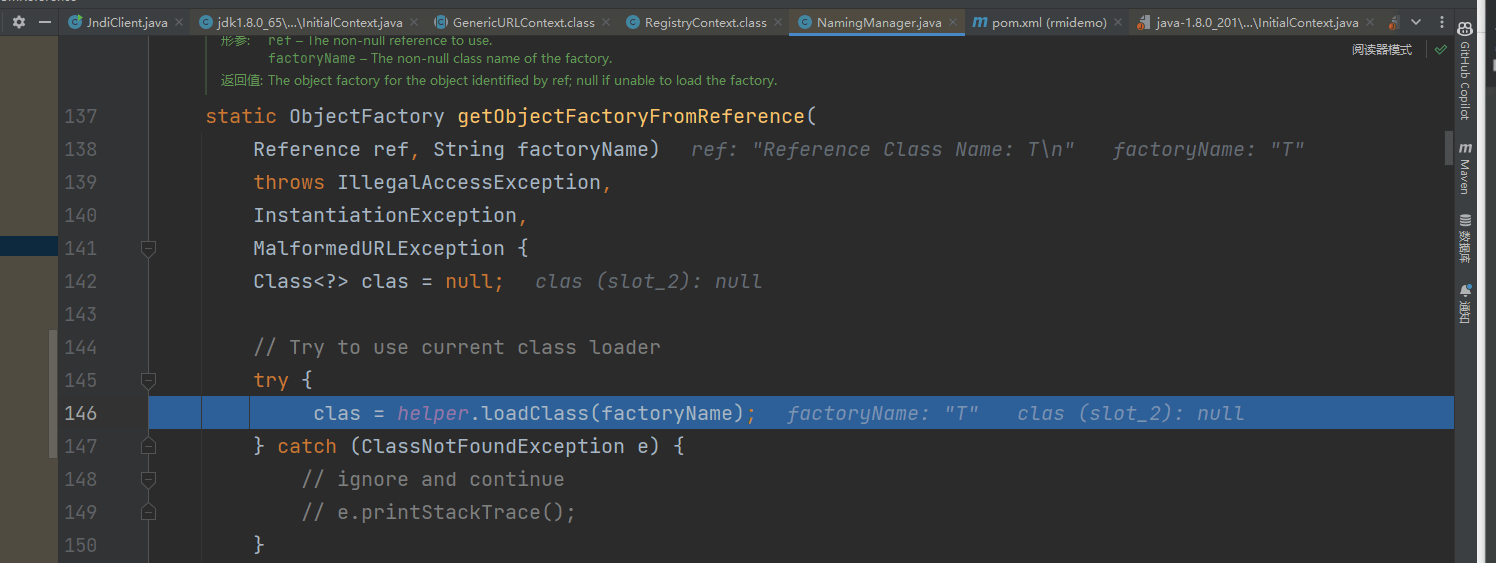 JndiClient.java
jdk1.8.0_65\...\InitialContext.java
GenericURLContext.class
RegistryContext.class
NamingManager.java
pom.xml (rmidemo)
java-1.8.0_201\...\InitialContext.java
形参: ref – The non-null reference to use.
factoryName – The non-null class name of the factory.
返回值: The object factory for the object identified by ref; null if unable to load the factory.
阅读器模式
137 static ObjectFactory getObjectFactoryFromReference(
138 Reference ref, String factoryName) ref: "Reference Class Name: T\n" factoryName: "T"
139 throws IllegalAccessException,
140 InstantiationException,
141 MalformedURLException {
142 Class<?> clas = null; clas (slot_2): null
143
144 // Try to use current class loader
145 try {
146 clas = helper.loadClass(factoryName); factoryName: "T" clas (slot_2): null
147 } catch (ClassNotFoundException e) {
148 // ignore and continue
149 // e.printStackTrace();
150 }
GitHub Copilot
m Maven
数据库
通知